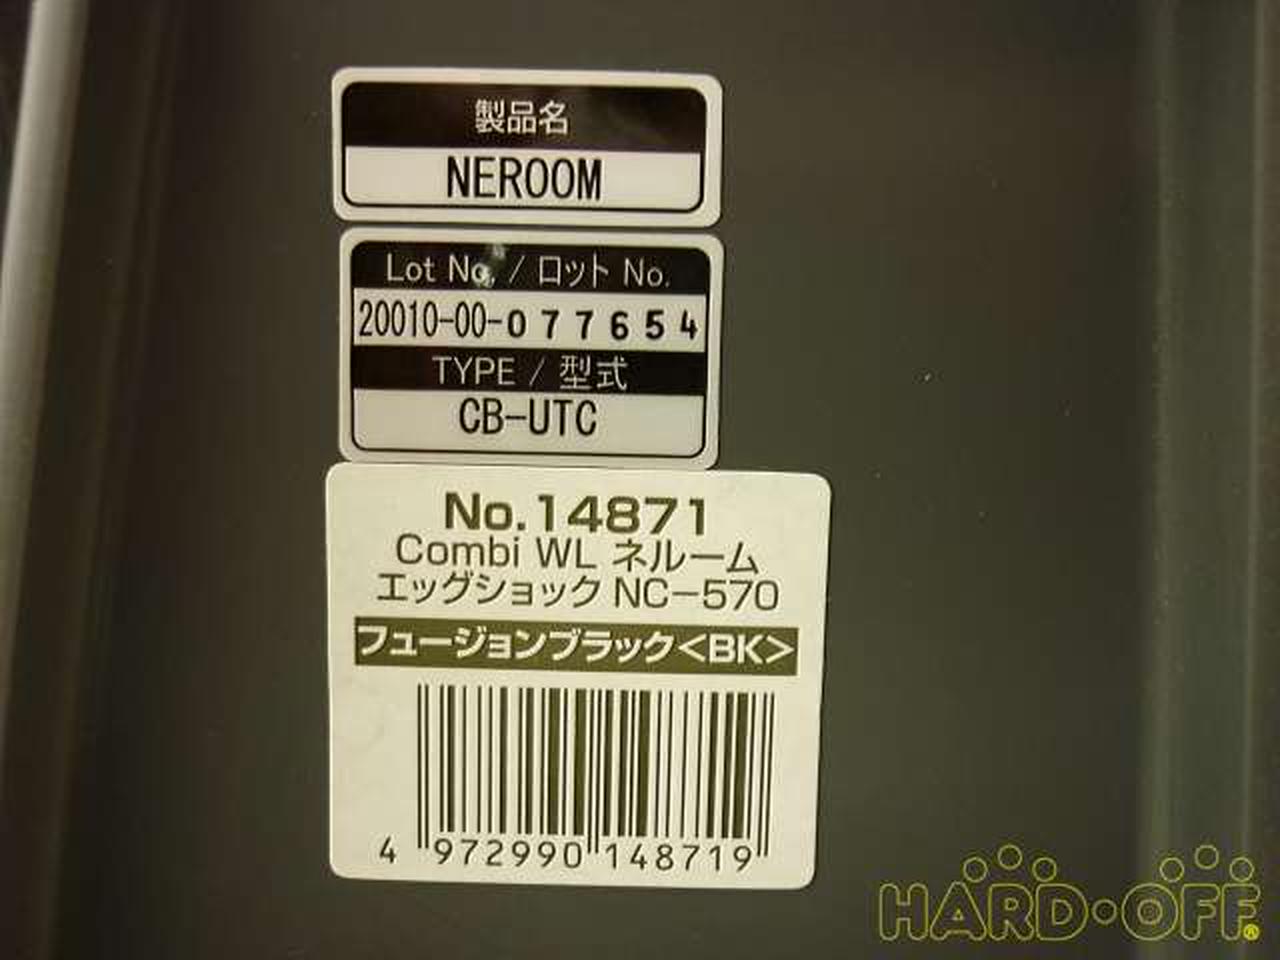 製品名
NEROOM
Lot No. / ロット No.
20010-00-077654
TYPE / 型式
CB-UTC
No.14871
Combi WL ネルーム
エッグショック NC-570
フュージョンブラック<BK>
4 972990 148719
HARD・OFF®